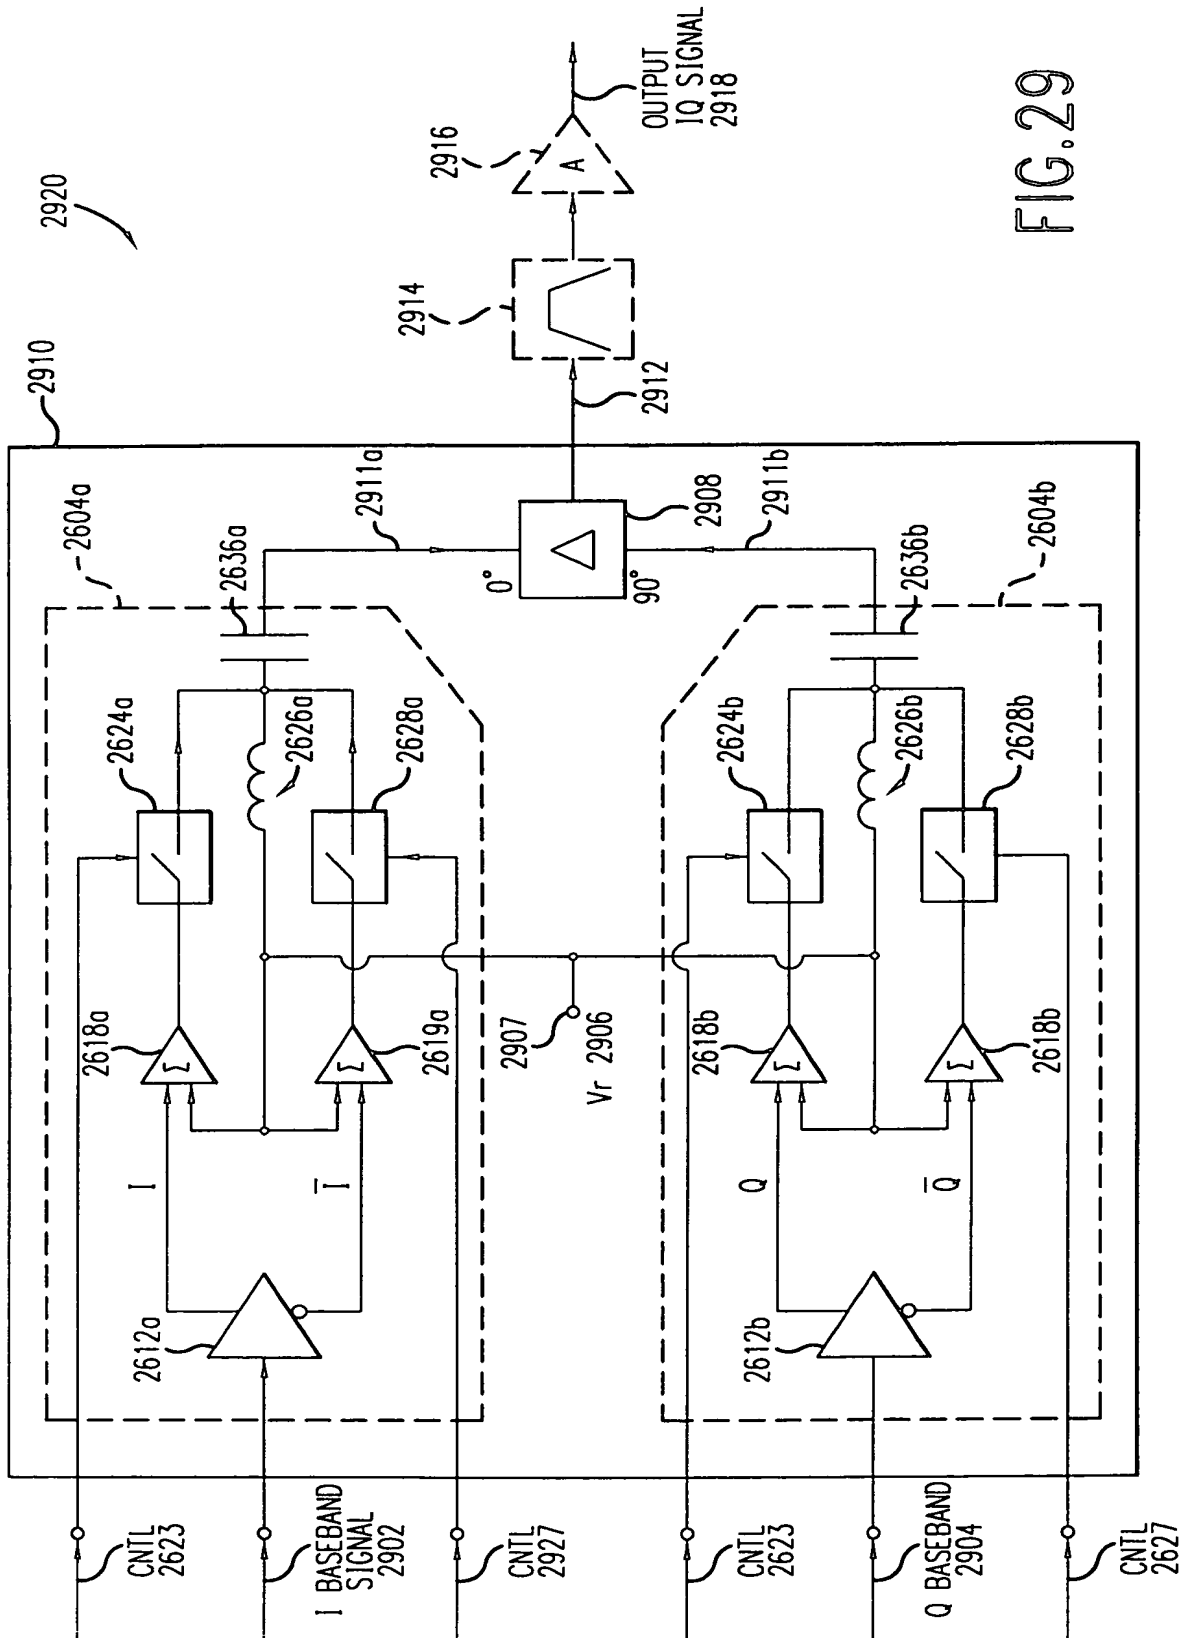 2920
2910
2604a
2636a
2911a
0°
2624a
2626a
2628a
2618a
Σ
2619a
Σ
I
Ī
2612a
CNTL
2623
I BASEBAND
SIGNAL
2902
CNTL
2927
2914
2916
A
OUTPUT
IQ SIGNAL
2918
2912
2908
90°
2911b
2907
Vr 2906
2604b
2636b
2624b
2626b
2628b
2618b
Σ
2618b
Σ
Q
Q̅
2612b
CNTL
2623
Q BASEBAND
2904
CNTL
2627
FIG.29